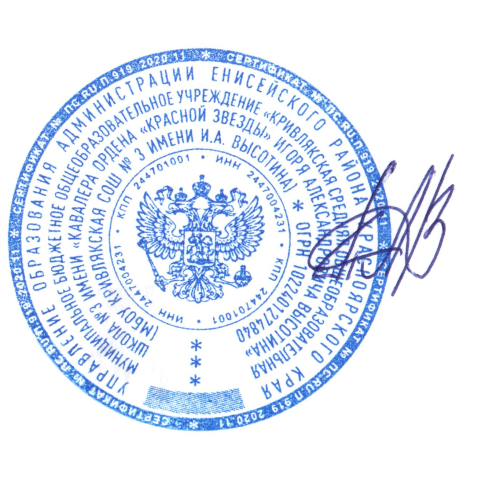 СЕРТИФИКАТ № ПС.RU.П.919 2020.11 * СЕРТИФИКАТ № ПС.RU.П.919 2020.11 * СЕРТИФИКАТ № ПС.RU.П.919 2020.11 * СЕРТИФИКАТ № ПС.RU.П.919 2020.11 *
УПРАВЛЕНИЕ ОБРАЗОВАНИЯ АДМИНИСТРАЦИИ ЕНИСЕЙСКОГО РАЙОНА КРАСНОЯРСКОГО КРАЯ
МУНИЦИПАЛЬНОЕ БЮДЖЕТНОЕ ОБЩЕОБРАЗОВАТЕЛЬНОЕ УЧРЕЖДЕНИЕ «КРИВЛЯКСКАЯ СРЕДНЯЯ ОБЩЕОБРАЗОВАТЕЛЬНАЯ
ШКОЛА №3 ИМЕНИ «КАВАЛЕРА ОРДЕНА «КРАСНОЙ ЗВЕЗДЫ» ИГОРЯ АЛЕКСАНДРОВИЧА ВЫСОТИНА»
(МБОУ КРИВЛЯКСКАЯ СОШ № 3 ИМЕНИ И.А. ВЫСОТИНА) * ОГРН 1022401274840
* * *
ИНН 2447004231 • КПП 244701001 • ИНН 2447004231 • КПП 244701001 •